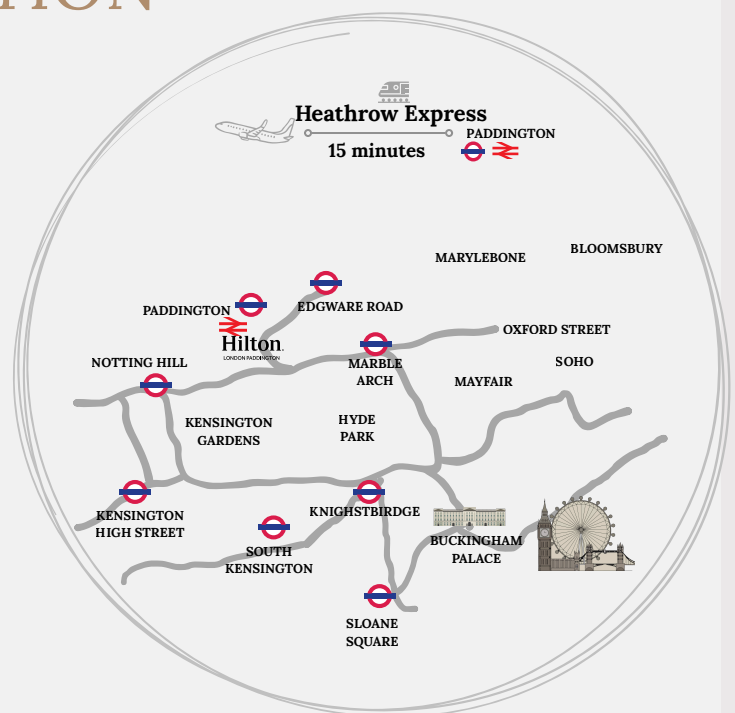 Heathrow Express
PADDINGTON
15 minutes
MARYLEBONE
BLOOMSBURY
PADDINGTON
EDGWARE ROAD
Hilton
LONDON PADDINGTON
OXFORD STREET
NOTTING HILL
MARBLE
ARCH
SOHO
MAYFAIR
KENSINGTON
GARDENS
HYDE
PARK
KENSINGTON
HIGH STREET
KNIGHSTBIRDGE
SOUTH
KENSINGTON
BUCKINGHAM
PALACE
SLOANE
SQUARE